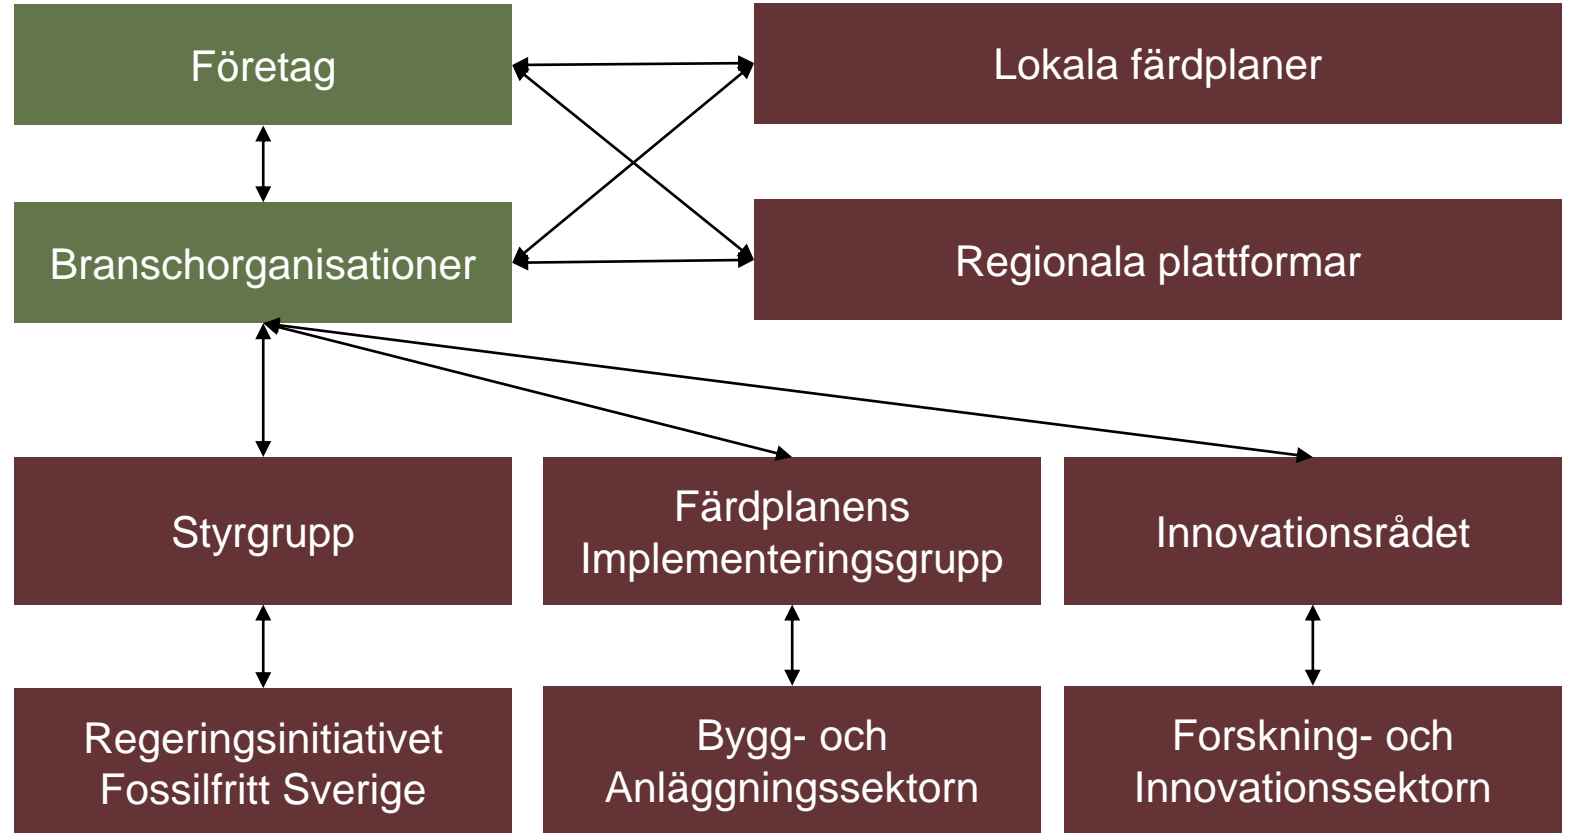 Företag
Lokala färdplaner
Branschorganisationer
Regionala plattformar
Styrgrupp
Färdplanens
Implementeringsgrupp
Innovationsrådet
Regeringsinitiativet
Fossilfritt Sverige
Bygg- och
Anläggningssektorn
Forskning- och
Innovationssektorn